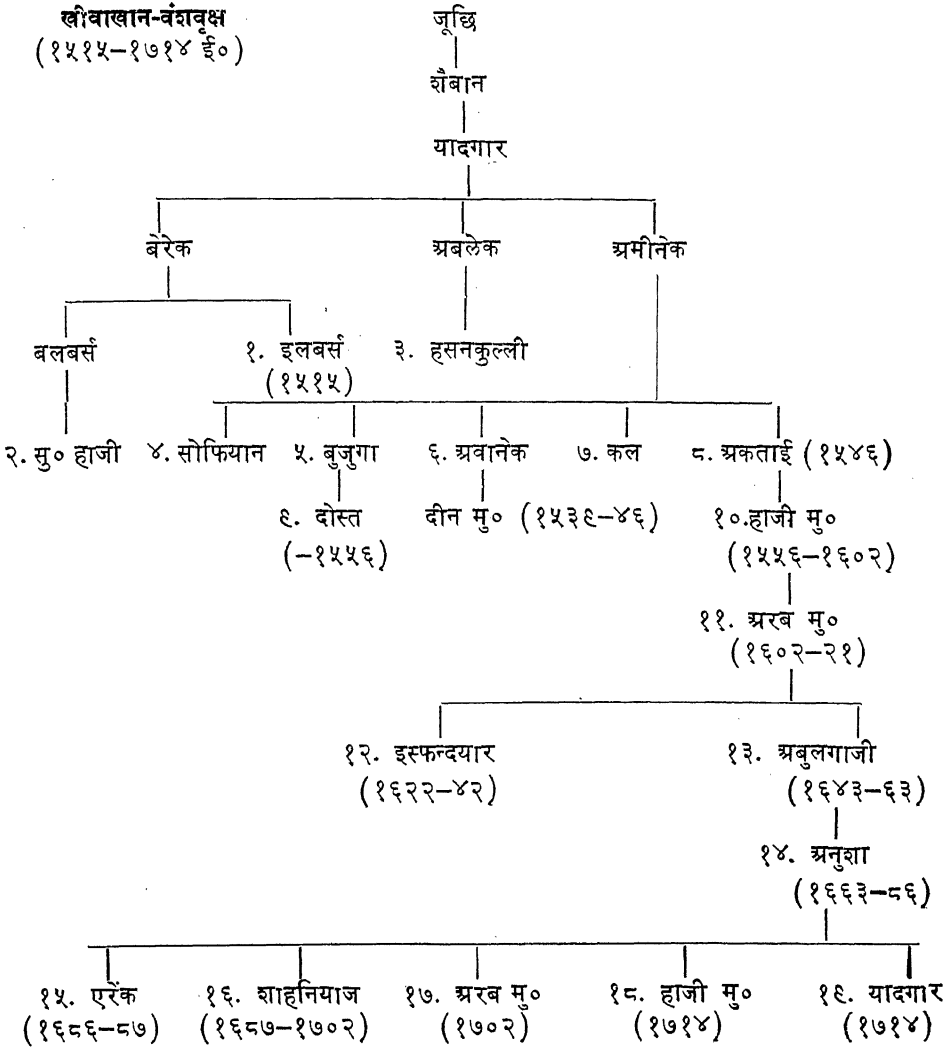 खीवाखान-वंशवृक्ष
(१५१५–१७१४ ई०)
जूछि
शैबान
यादगार
बेरेक
अबलेक
अमीनेक
बलबर्स
१. इलबर्स
(१५१५)
३. हसनकुल्ली
२. मु० हाजी
४. सोफियान
५. बुजुगा
६. अवानेक
७. कल
८. अकताई (१५४६)
९. दोस्त
(–१५५६)
दीन मु० (१५३९–४६)
१०.हाजी मु०
(१५५६–१६०२)
११. अरब मु०
(१६०२–२१)
१२. इस्फन्दयार
(१६२२–४२)
१३. अबुलगाजी
(१६४३–६३)
१४. अनुशा
(१६६३–८६)
१५. एरेंक
(१६८६–८७)
१६. शाहनियाज
(१६८७–१७०२)
१७. अरब मु०
(१७०२)
१८. हाजी मु०
(१७१४)
१९. यादगार
(१७१४)